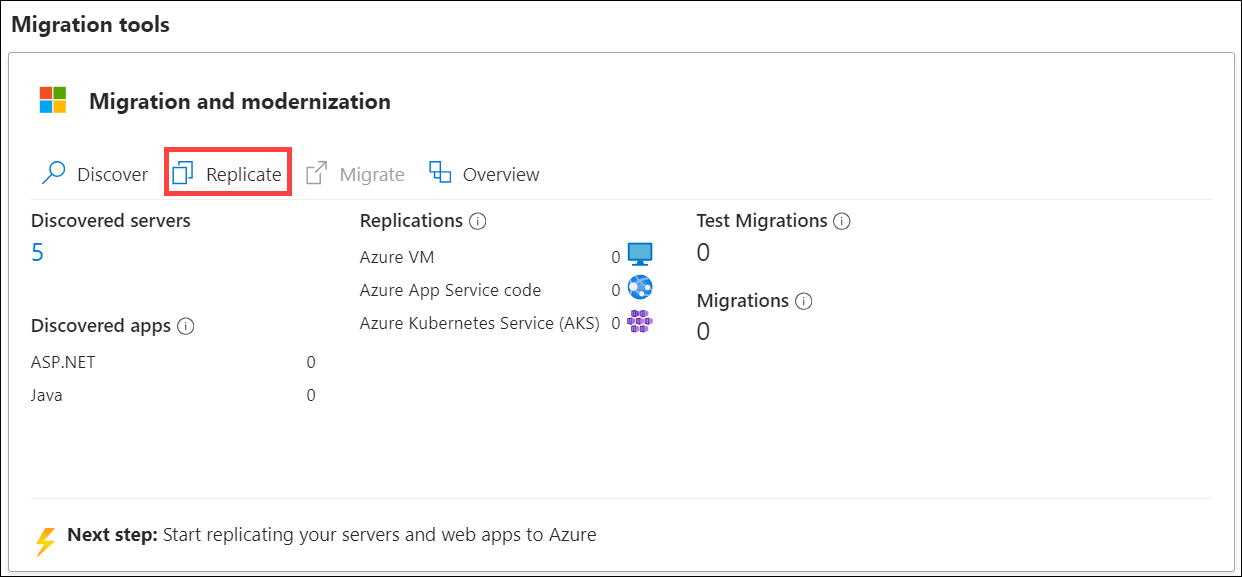 Migration tools
Migration and modernization
Discover Replicate Migrate Overview
Discovered servers
5
Discovered apps
ASP.NET 0
Java 0
Replications
Azure VM 0
Azure App Service code 0
Azure Kubernetes Service (AKS) 0
Test Migrations
0
Migrations
0
Next step: Start replicating your servers and web apps to Azure